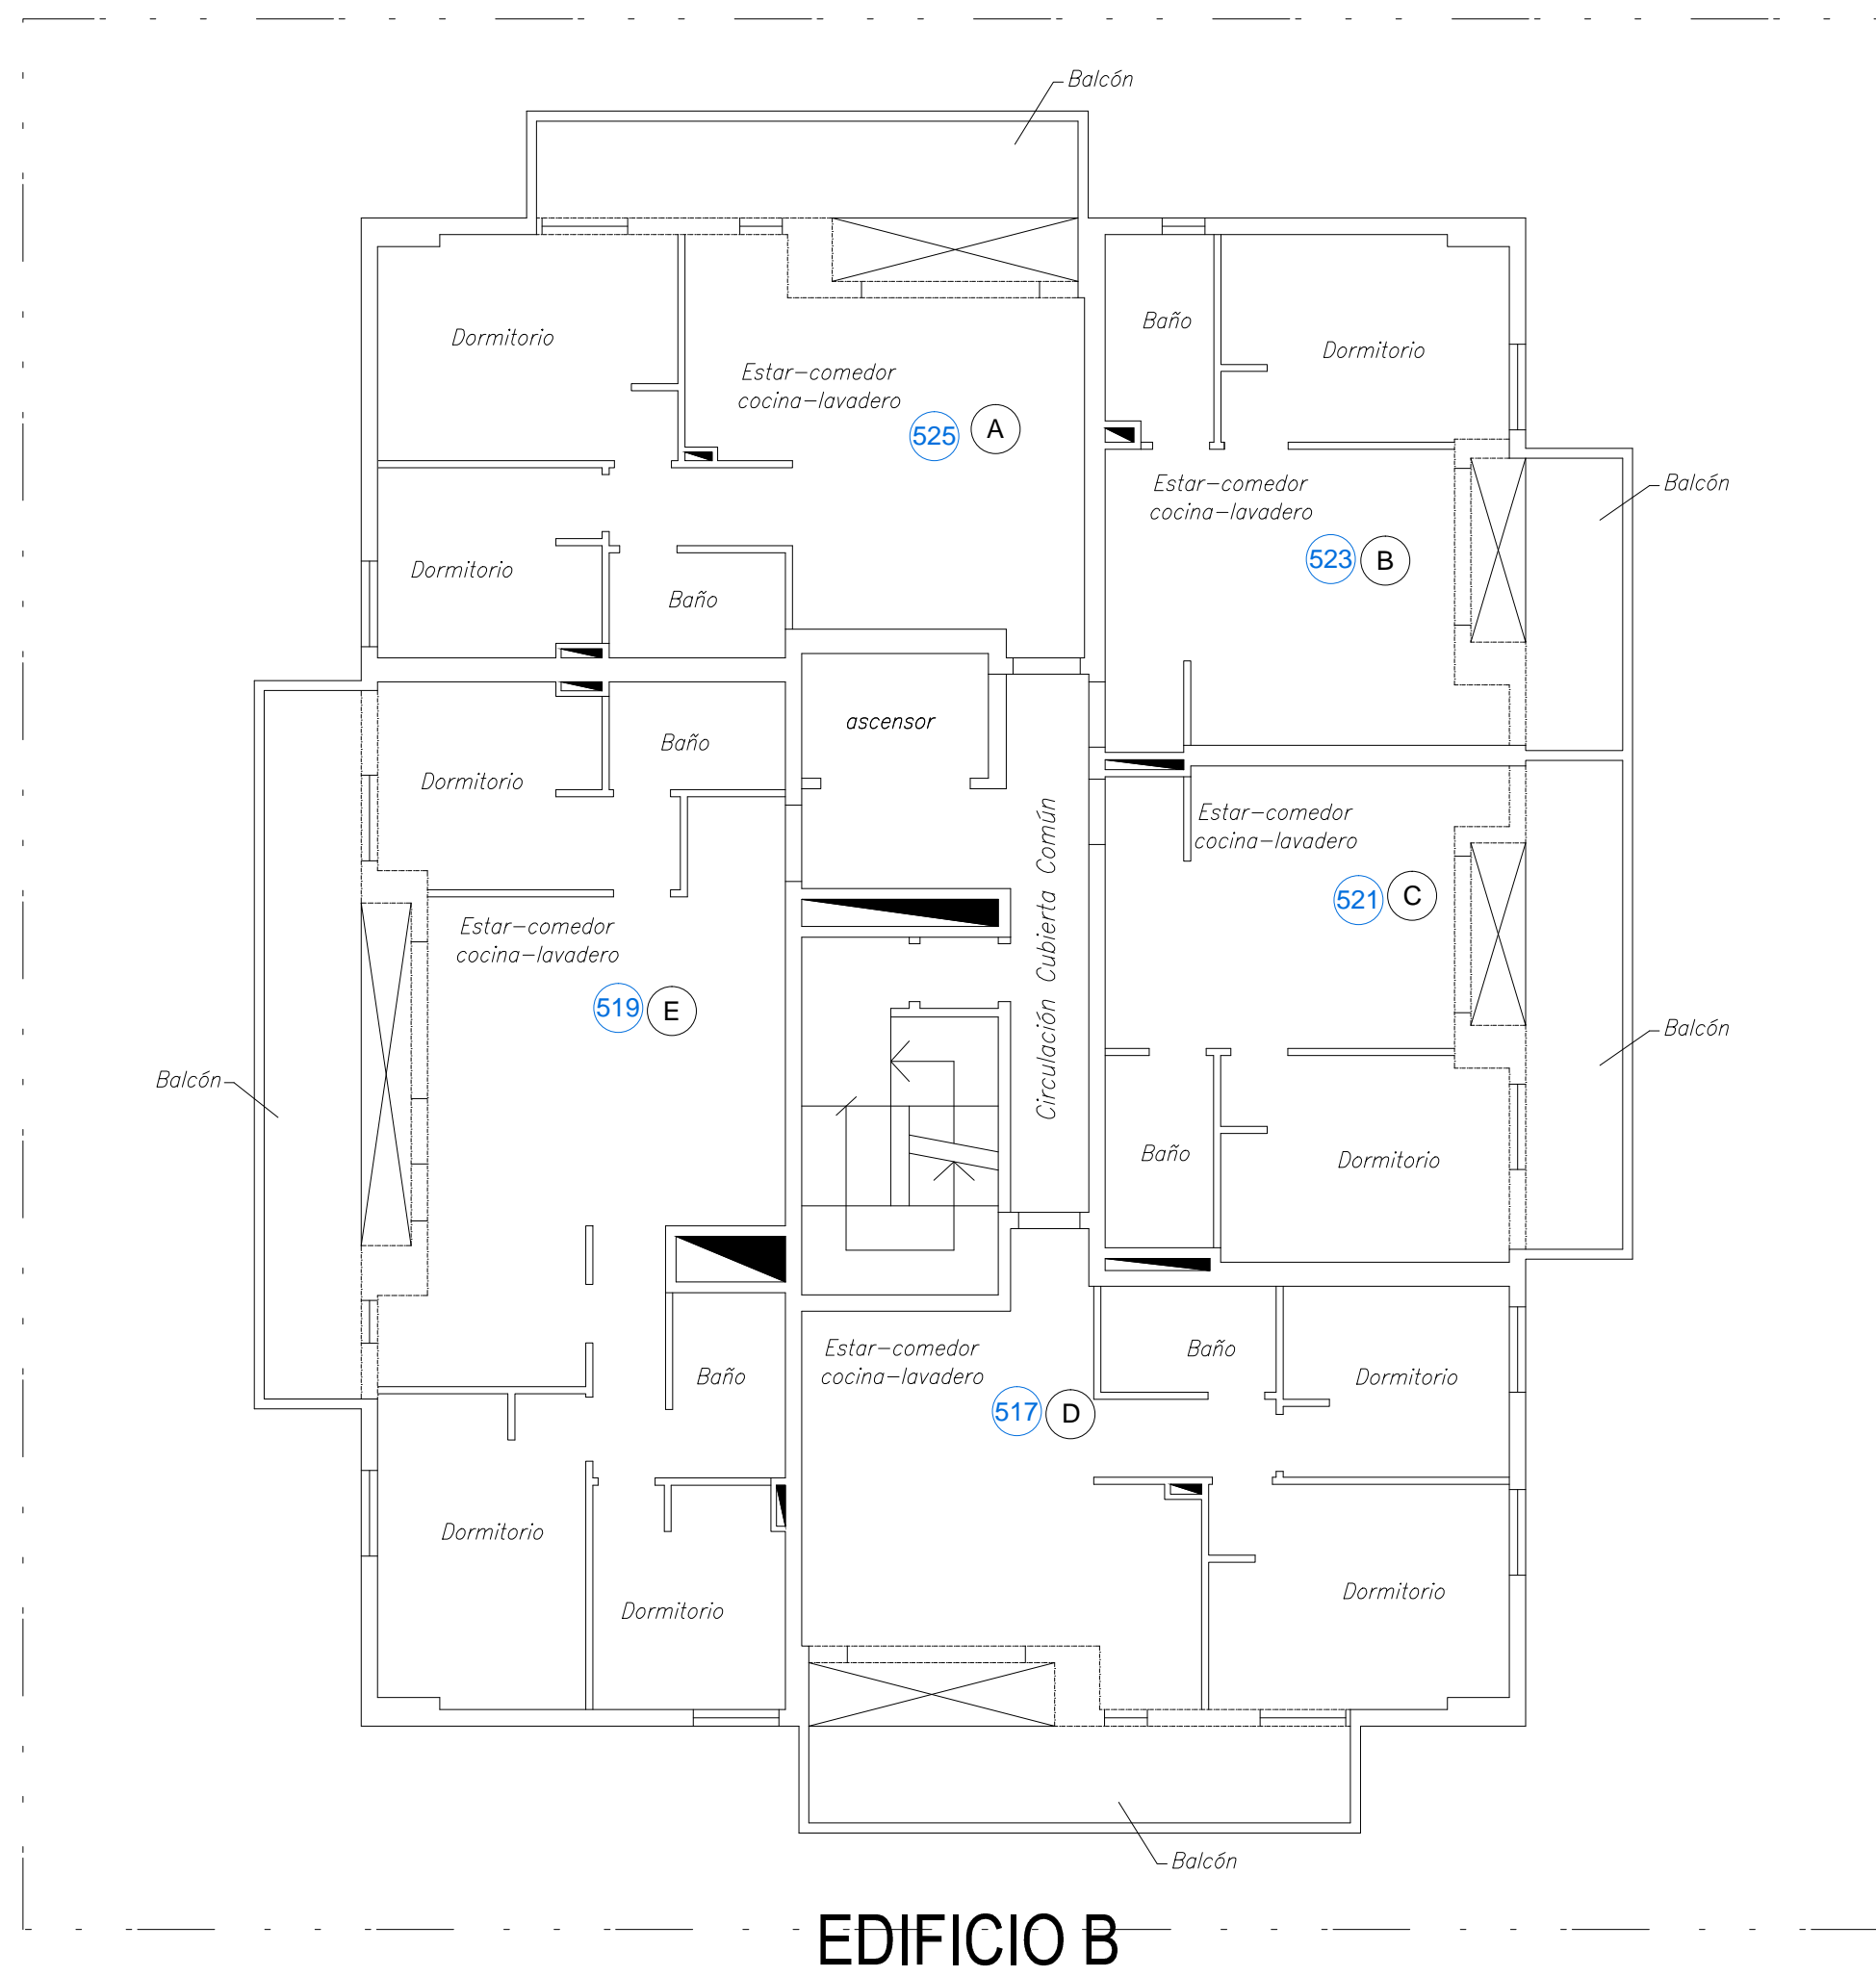 Balcón
Dormitorio
Estar-comedor
cocina-lavadero
525 A
Baño
Dormitorio
Estar-comedor
cocina-lavadero
523 B
Balcón
Dormitorio
Baño
ascensor
Dormitorio
Baño
Circulación Cubierta Común
Estar-comedor
cocina-lavadero
521 C
Estar-comedor
cocina-lavadero
519 E
Balcón
Balcón
Baño
Dormitorio
Estar-comedor
cocina-lavadero
517 D
Baño
Dormitorio
Baño
Dormitorio
Dormitorio
Dormitorio
Balcón
EDIFICIO B